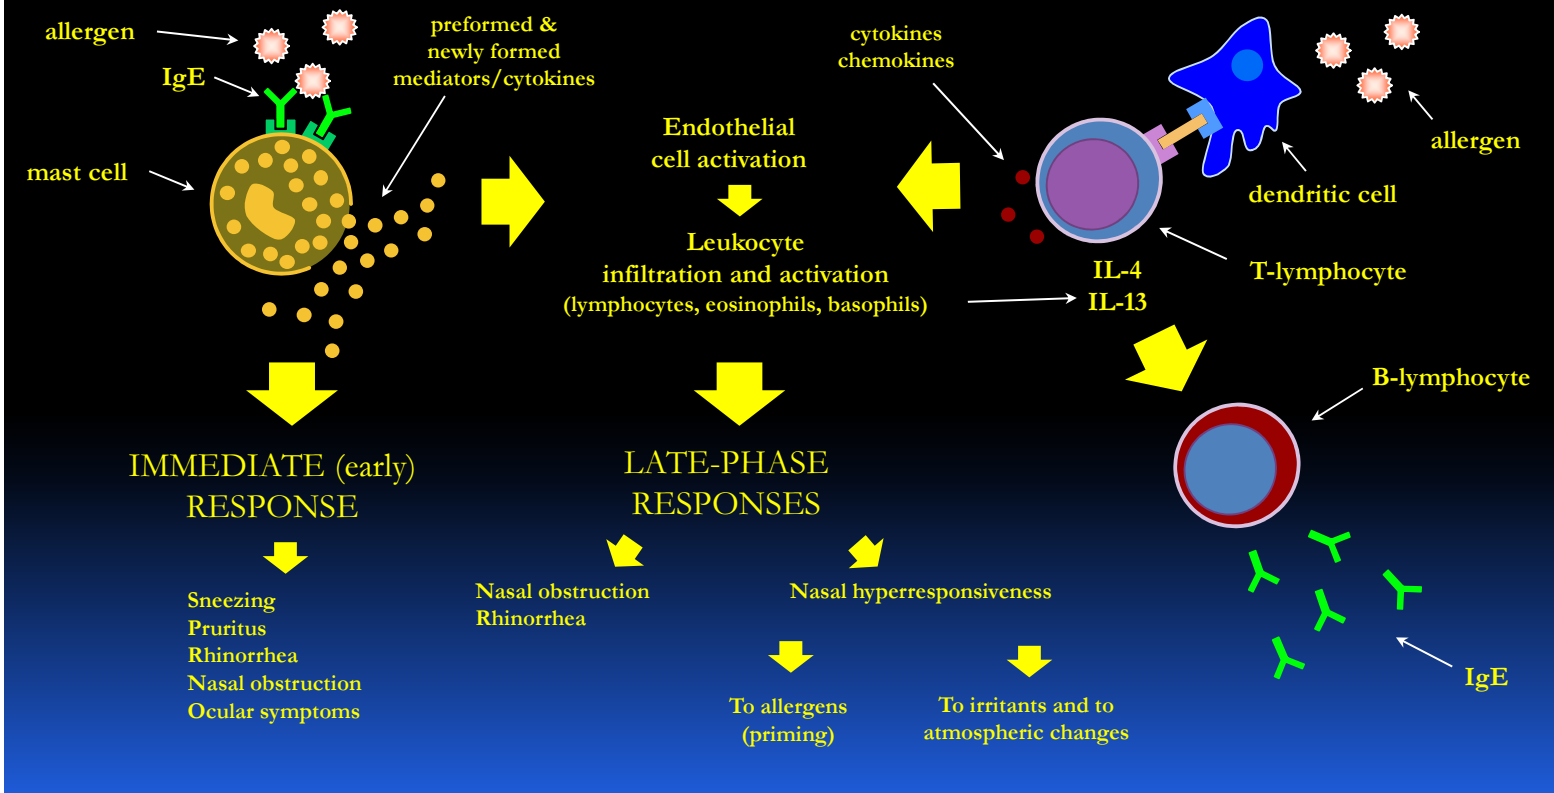 allergen
IgE
mast cell
preformed &
newly formed
mediators/cytokines
Endothelial
cell activation
Leukocyte
infiltration and activation
(lymphocytes, eosinophils, basophils)
cytokines
chemokines
allergen
dendritic cell
T-lymphocyte
IL-4
IL-13
B-lymphocyte
IgE
IMMEDIATE (early)
RESPONSE
Sneezing
Pruritus
Rhinorrhea
Nasal obstruction
Ocular symptoms
LATE-PHASE
RESPONSES
Nasal obstruction
Rhinorrhea
Nasal hyperresponsiveness
To allergens
(priming)
To irritants and to
atmospheric changes